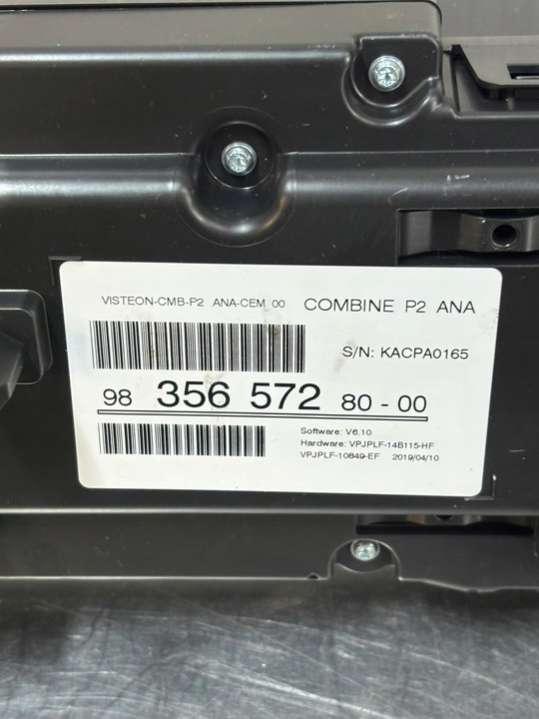 VISTEON-CMB-P2 ANA-CEM 00 COMBINE P2 ANA
S/N: KACPA0165
98 356 572 80 - 00
Software: V6.10
Hardware: VPJPLF-14B115-HF
VPJPLF-10849-EF 2019/04/10